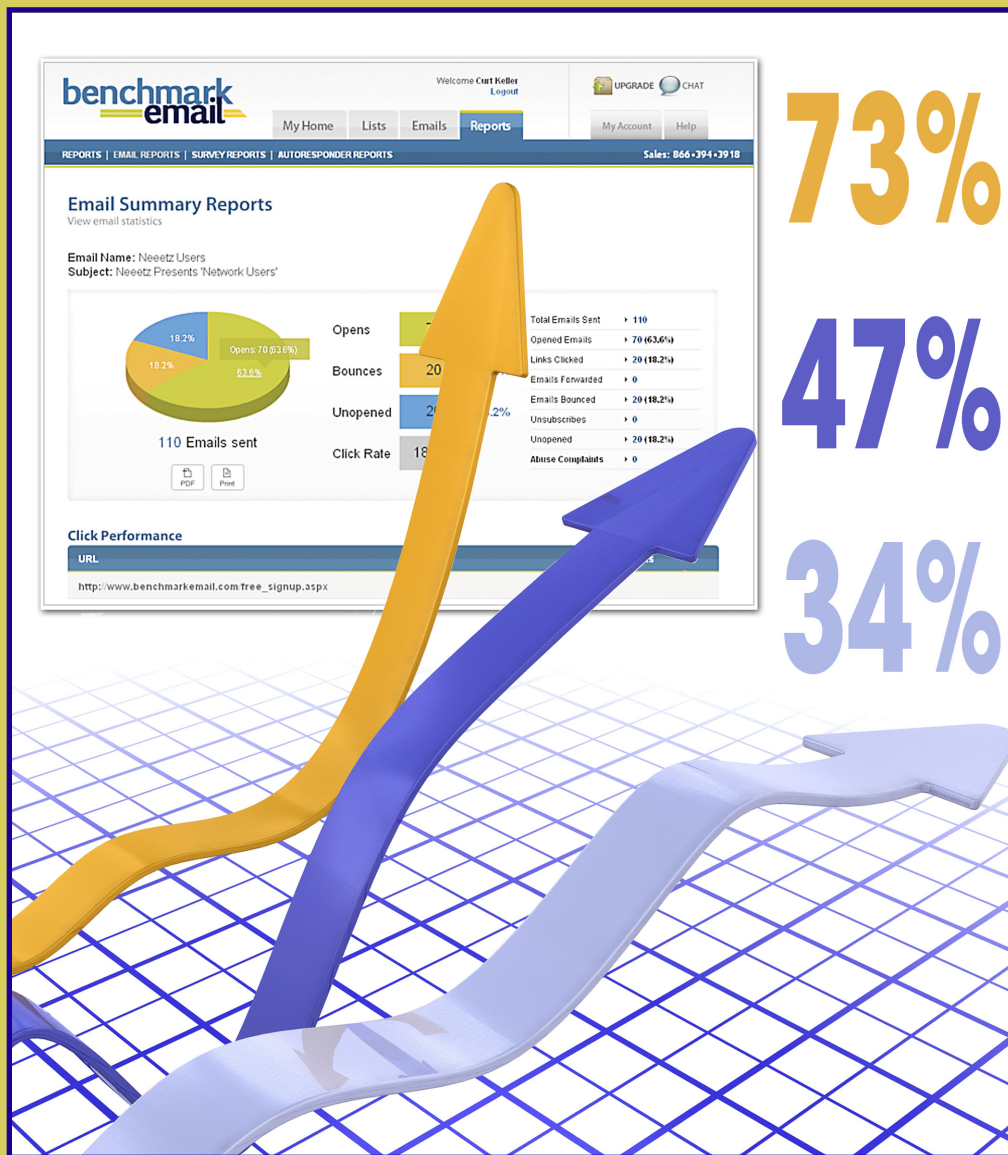 benchmark
email
Welcome Curt Keller
Logout
UPGRADE CHAT
My Home Lists Emails Reports
My Account Help
REPORTS | EMAIL REPORTS | SURVEY REPORTS | AUTORESPONDER REPORTS
Sales: 866-394-3918
Email Summary Reports
View email statistics
Email Name: Neeetz Users
Subject: Neeetz Presents 'Network Users'
18.2%
18.2%
Opens: 70 (63.6%)
63.6%
110 Emails sent
PDF
Print
Opens
Bounces 20
Unopened
Click Rate 18
Total Emails Sent 110
Opened Emails 70 (63.6%)
Links Clicked 20 (18.2%)
Emails Forwarded 0
Emails Bounced 20 (18.2%)
Unsubscribes 0
Unopened 20 (18.2%)
Abuse Complaints 0
Click Performance
URL
http://www.benchmarkemail.com/free_signup.aspx
73%
47%
34%